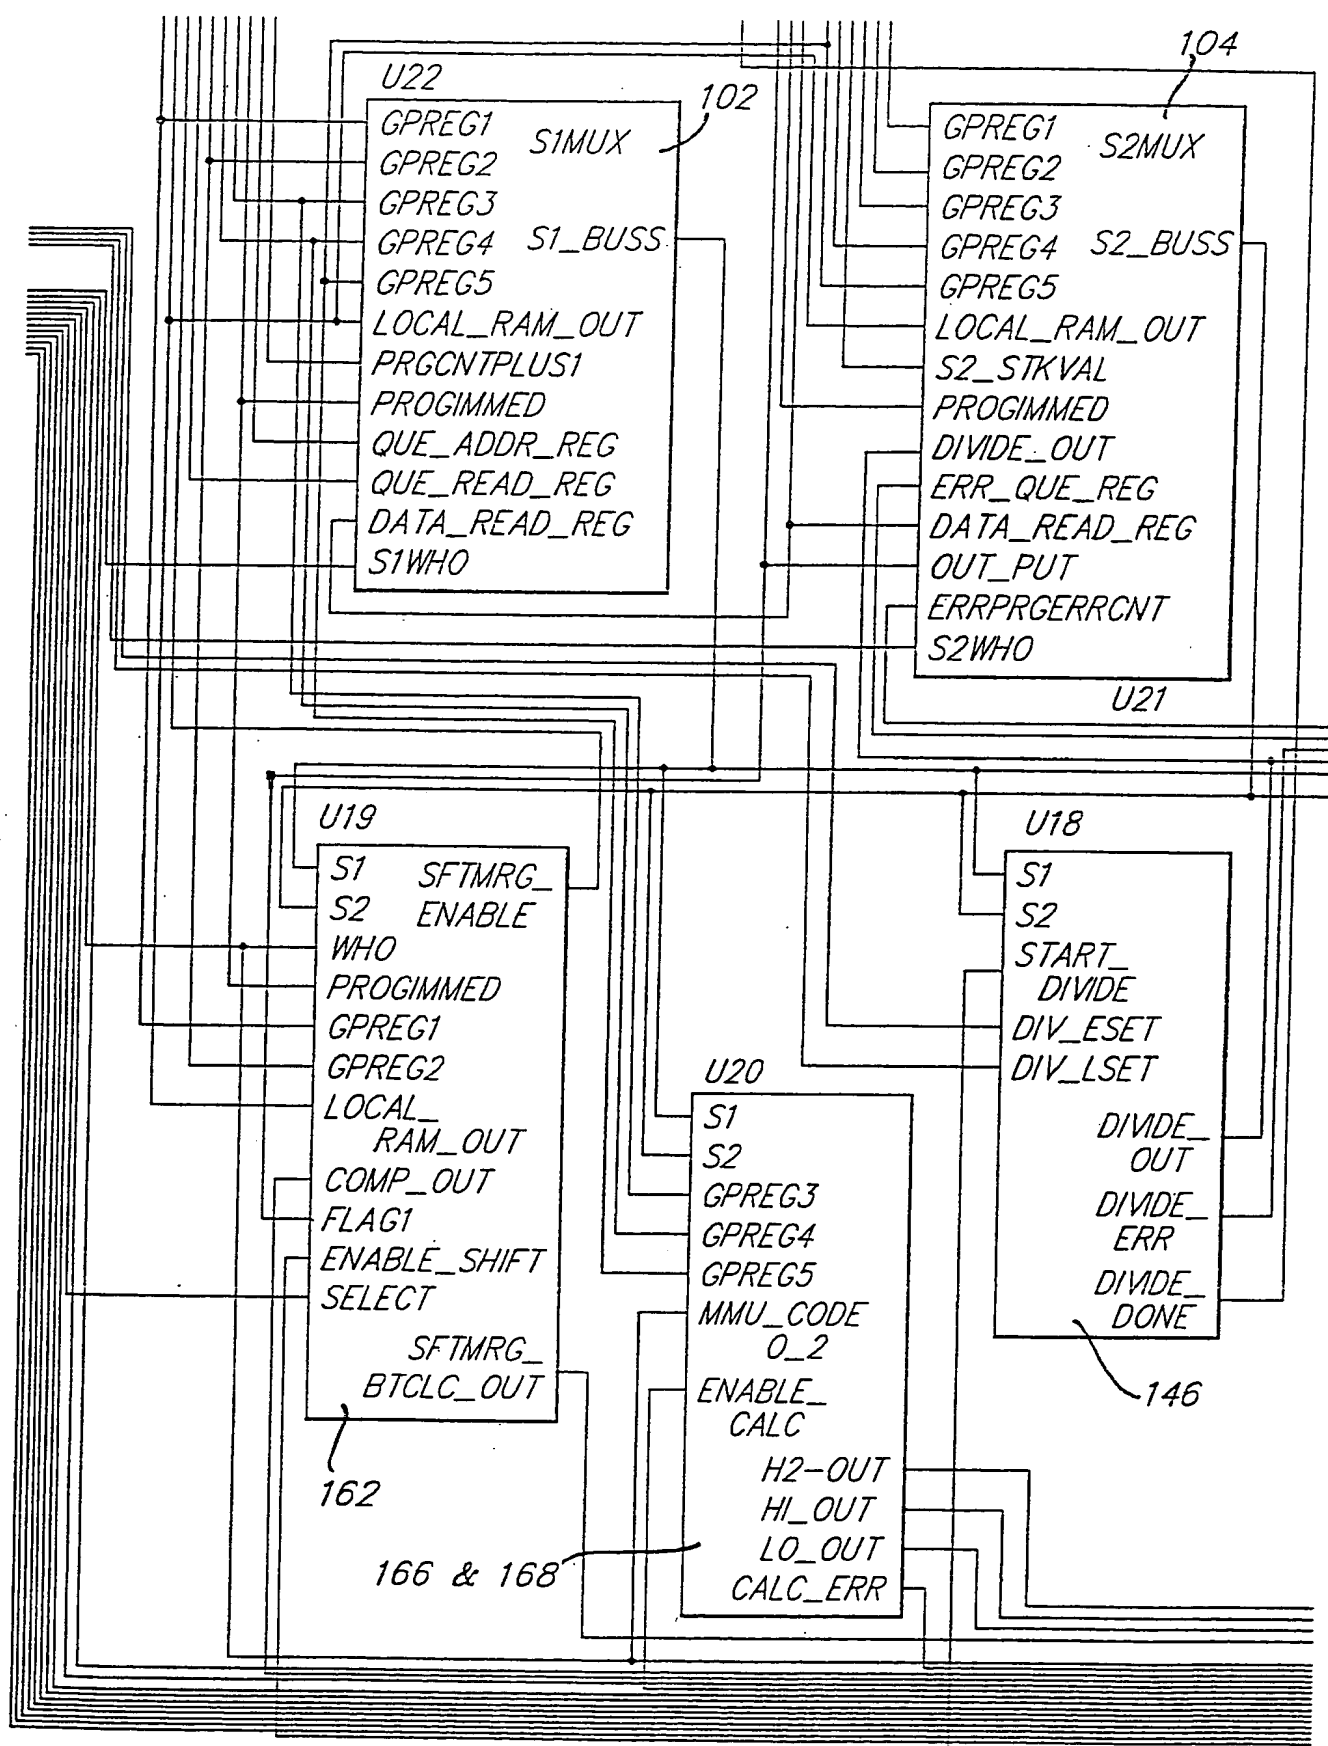 U22
102
GPREG1
S1MUX
GPREG2
GPREG3
GPREG4
S1_BUSS
GPREG5
LOCAL_RAM_OUT
PRGCNTPLUS1
PROGIMMED
QUE_ADDR_REG
QUE_READ_REG
DATA_READ_REG
S1WHO
104
GPREG1
S2MUX
GPREG2
GPREG3
GPREG4
S2_BUSS
GPREG5
LOCAL_RAM_OUT
S2_STKVAL
PROGIMMED
DIVIDE_OUT
ERR_QUE_REG
DATA_READ_REG
OUT_PUT
ERRPRGERRCNT
S2WHO
U21
U19
S1
SFTMRG_
S2
ENABLE
WHO
PROGIMMED
GPREG1
GPREG2
LOCAL_
RAM_OUT
COMP_OUT
FLAG1
ENABLE_SHIFT
SELECT
SFTMRG_
BTCLC_OUT
162
U20
S1
S2
GPREG3
GPREG4
GPREG5
MMU_CODE
0_2
ENABLE_
CALC
H2-OUT
HI_OUT
LO_OUT
CALC_ERR
166 & 168
U18
S1
S2
START_
DIVIDE
DIV_ESET
DIV_LSET
DIVIDE_
OUT
DIVIDE_
ERR
DIVIDE_
DONE
146